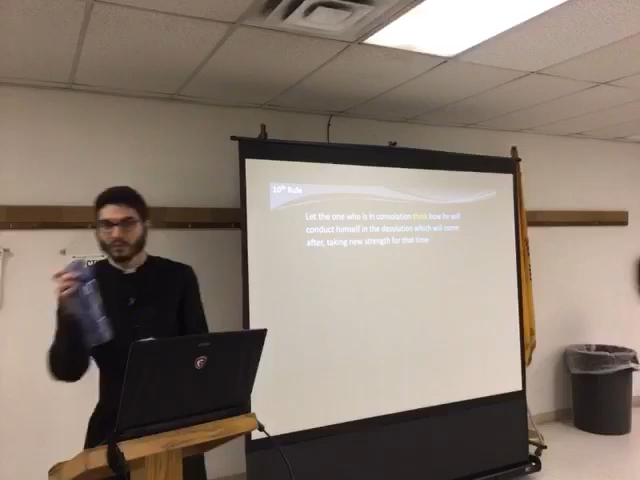 10th Rule
Let the one who is in consolation think how he will
conduct himself in the desolation which will come
after, taking new strength for that time